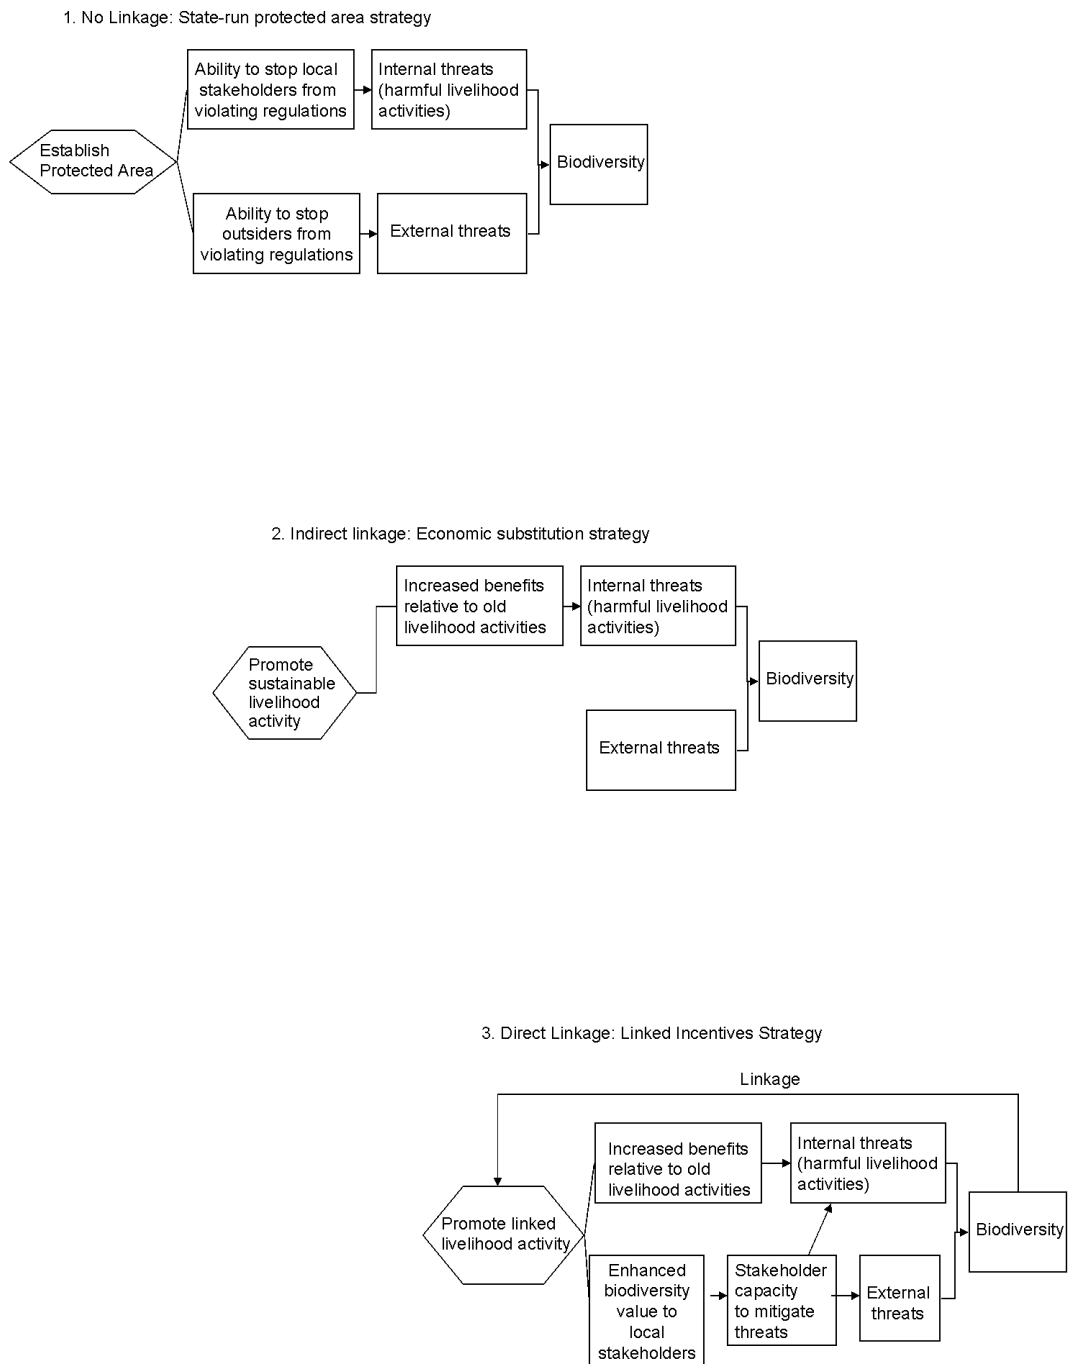 1. No Linkage: State-run protected area strategy
Ability to stop local
stakeholders from
violating regulations
Internal threats
(harmful livelihood
activities)
Establish
Protected Area
Biodiversity
Ability to stop
outsiders from
violating regulations
External threats
2. Indirect linkage: Economic substitution strategy
Increased benefits
relative to old
livelihood activities
Internal threats
(harmful livelihood
activities)
Promote
sustainable
livelihood
activity
Biodiversity
External threats
3. Direct Linkage: Linked Incentives Strategy
Linkage
Increased benefits
relative to old
livelihood activities
Internal threats
(harmful livelihood
activities)
Promote linked
livelihood activity
Biodiversity
Enhanced
biodiversity
value to
local
stakeholders
Stakeholder
capacity
to mitigate
threats
External
threats